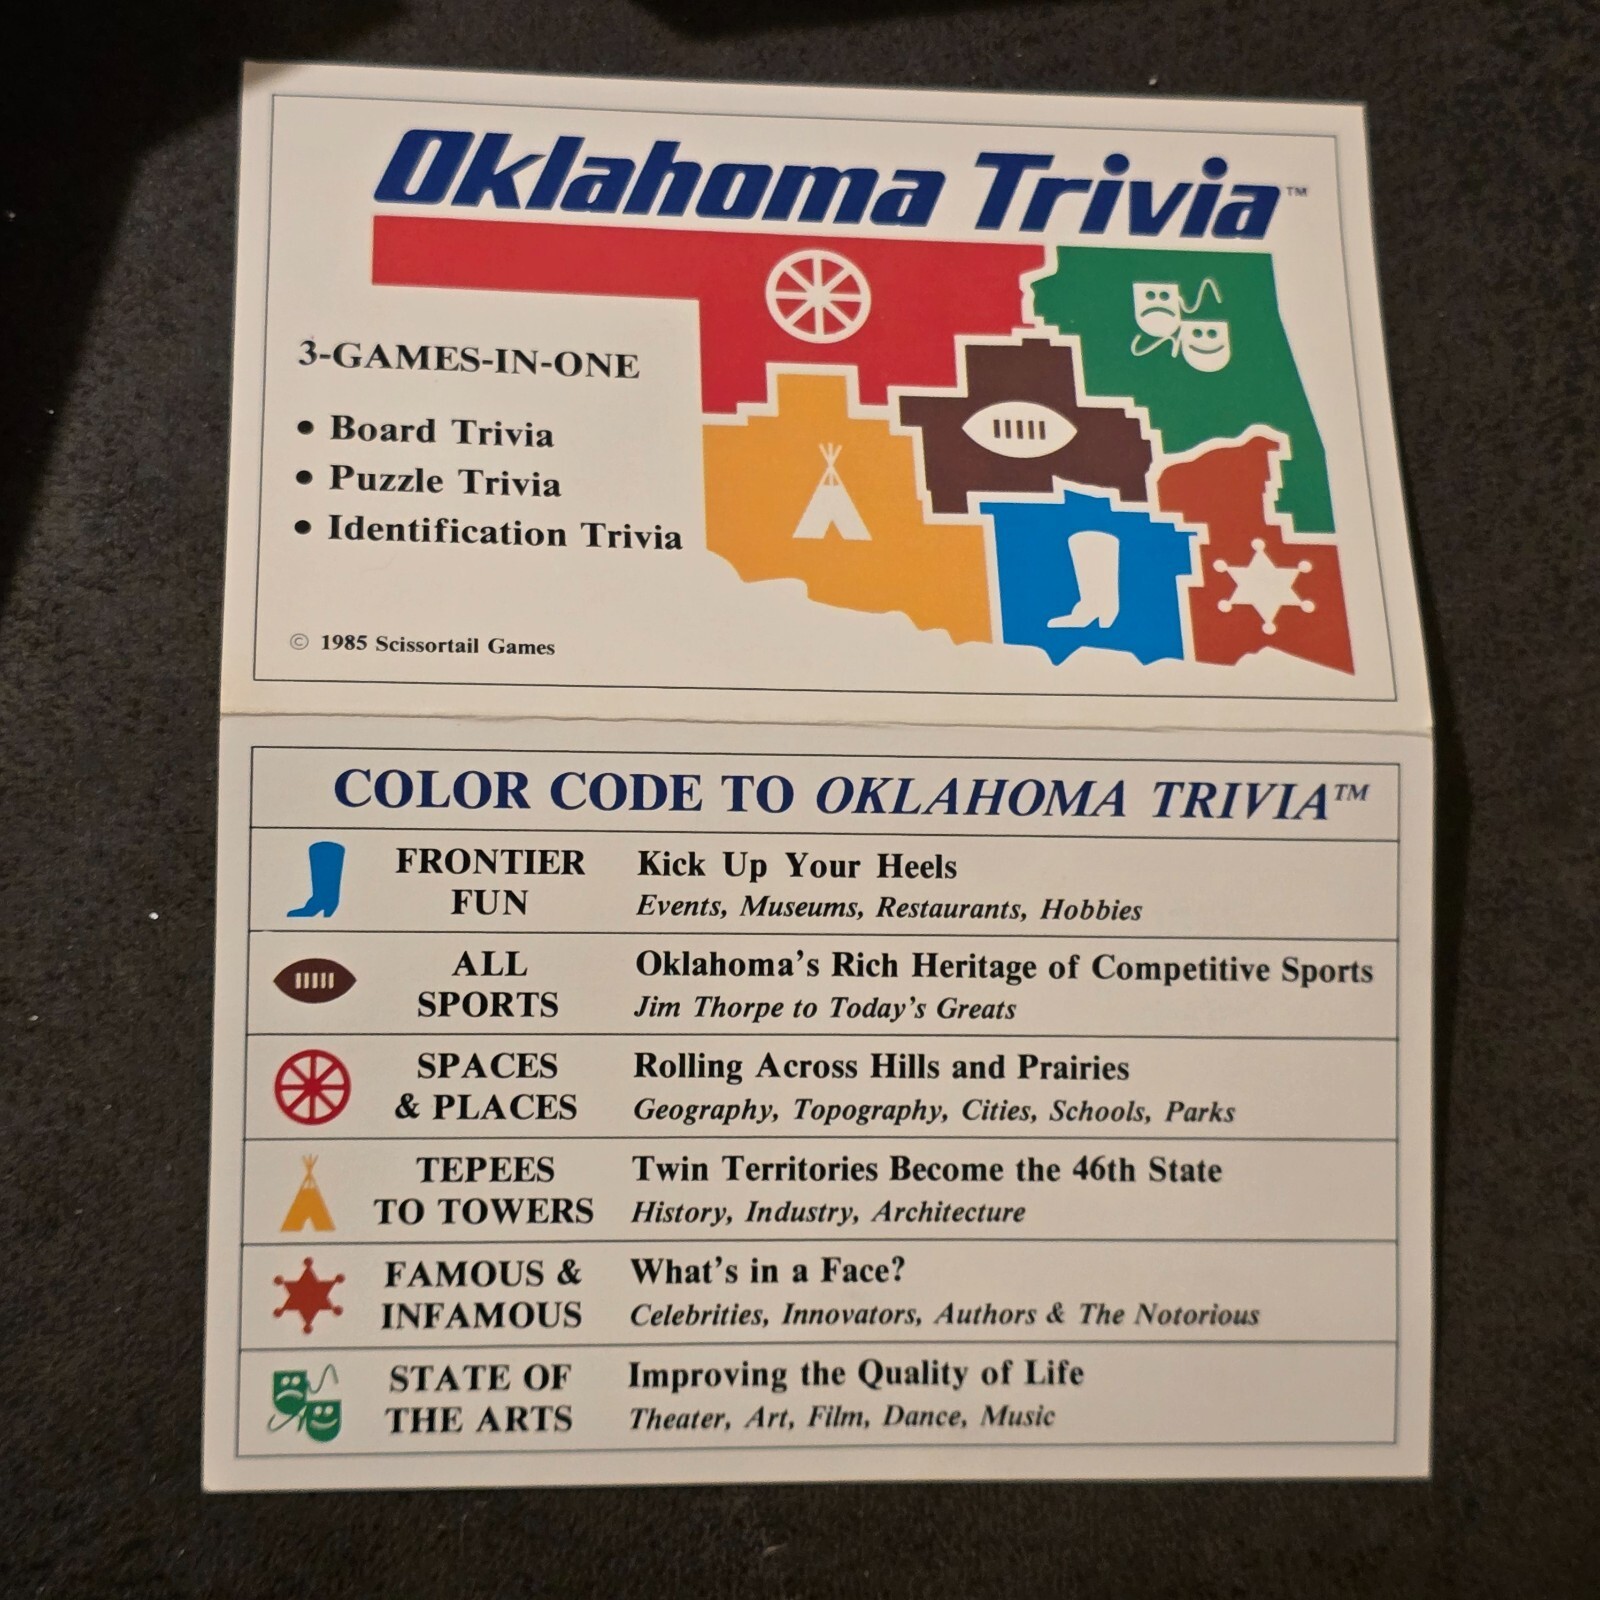 Oklahoma Trivia™
3-GAMES-IN-ONE
• Board Trivia
• Puzzle Trivia
• Identification Trivia
© 1985 Scissortail Games
COLOR CODE TO OKLAHOMA TRIVIA™
FRONTIER FUN
Kick Up Your Heels
Events, Museums, Restaurants, Hobbies
ALL SPORTS
Oklahoma's Rich Heritage of Competitive Sports
Jim Thorpe to Today's Greats
SPACES & PLACES
Rolling Across Hills and Prairies
Geography, Topography, Cities, Schools, Parks
TEPEES TO TOWERS
Twin Territories Become the 46th State
History, Industry, Architecture
FAMOUS & INFAMOUS
What's in a Face?
Celebrities, Innovators, Authors & The Notorious
STATE OF THE ARTS
Improving the Quality of Life
Theater, Art, Film, Dance, Music